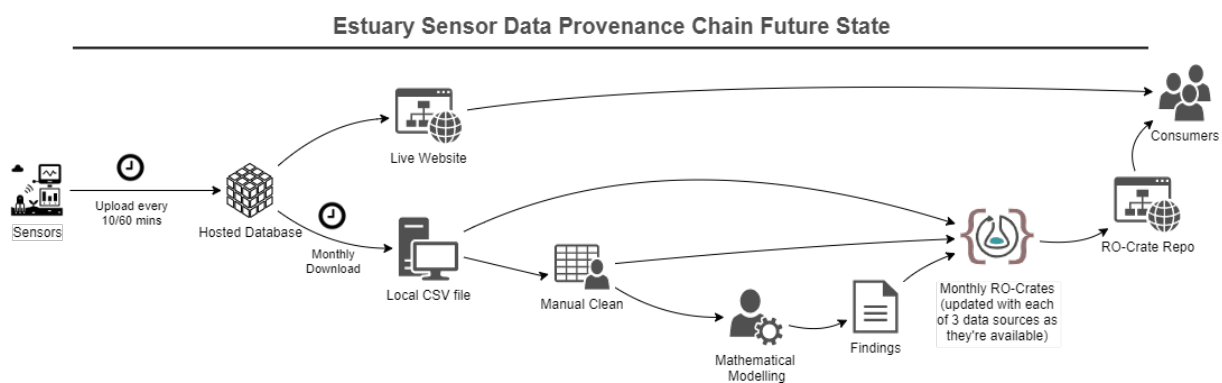 Estuary Sensor Data Provenance Chain Future State
Live Website
Consumers
Sensors
Upload every
10/60 mins
Hosted Database
Monthly
Download
Local CSV file
Manual Clean
Mathematical
Modelling
Findings
Monthly RO-Crates
(updated with each
of 3 data sources as
they're available)
RO-Crate Repo